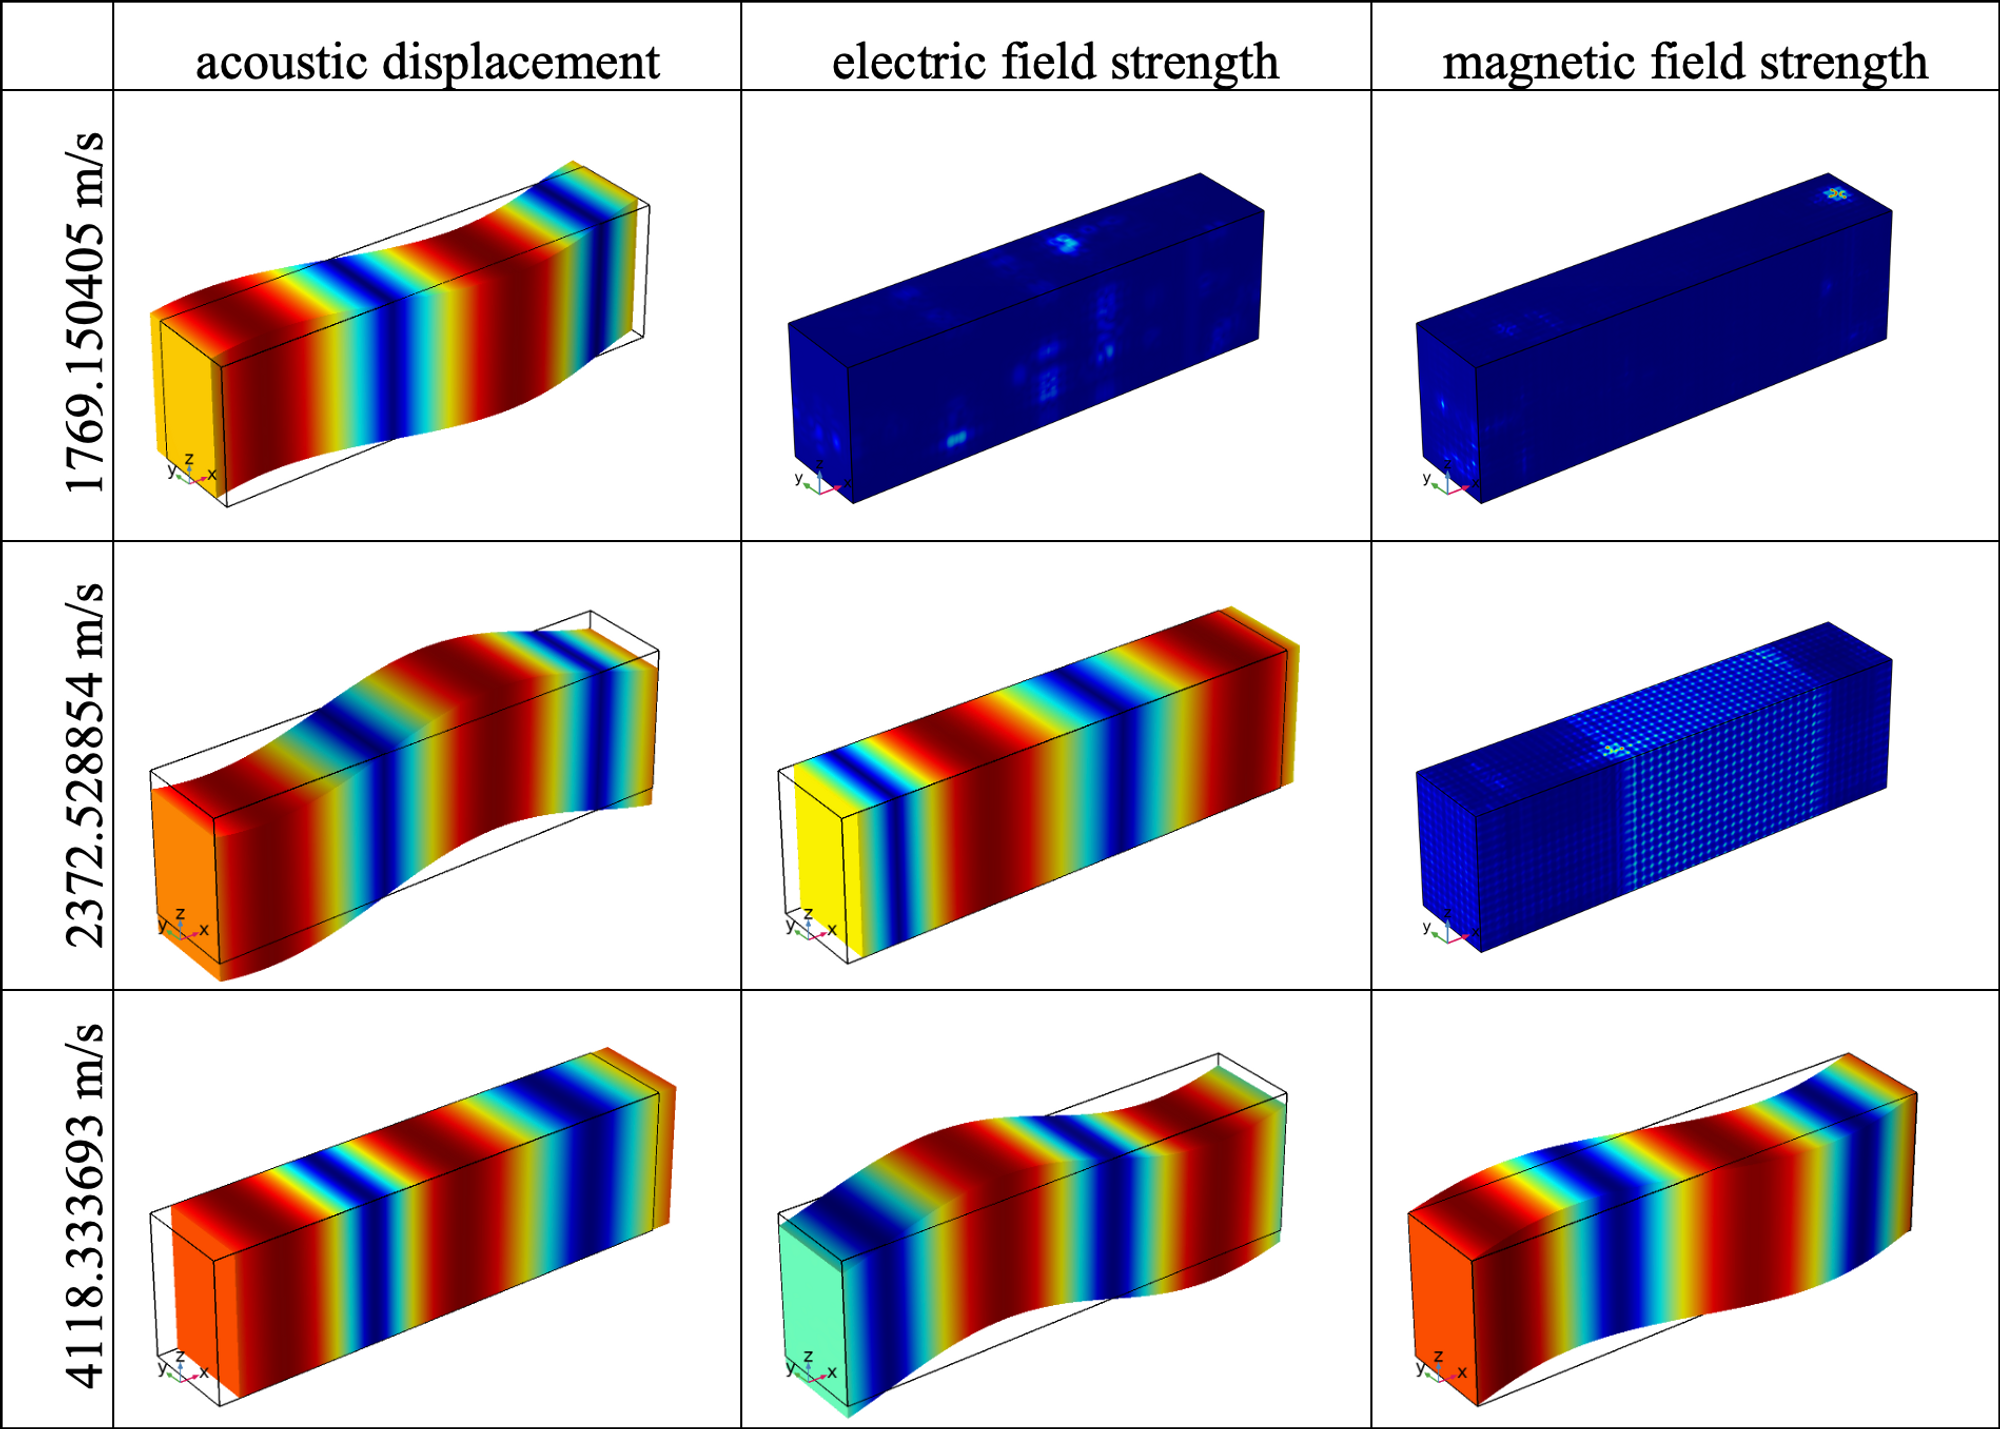 acoustic displacement
electric field strength
magnetic field strength
1769.150405 m/s
z
y
x
z
y
x
z
y
x
2372.528854 m/s
z
y
x
z
y
x
z
y
x
4118.333693 m/s
z
y
x
z
y
x
z
y
x